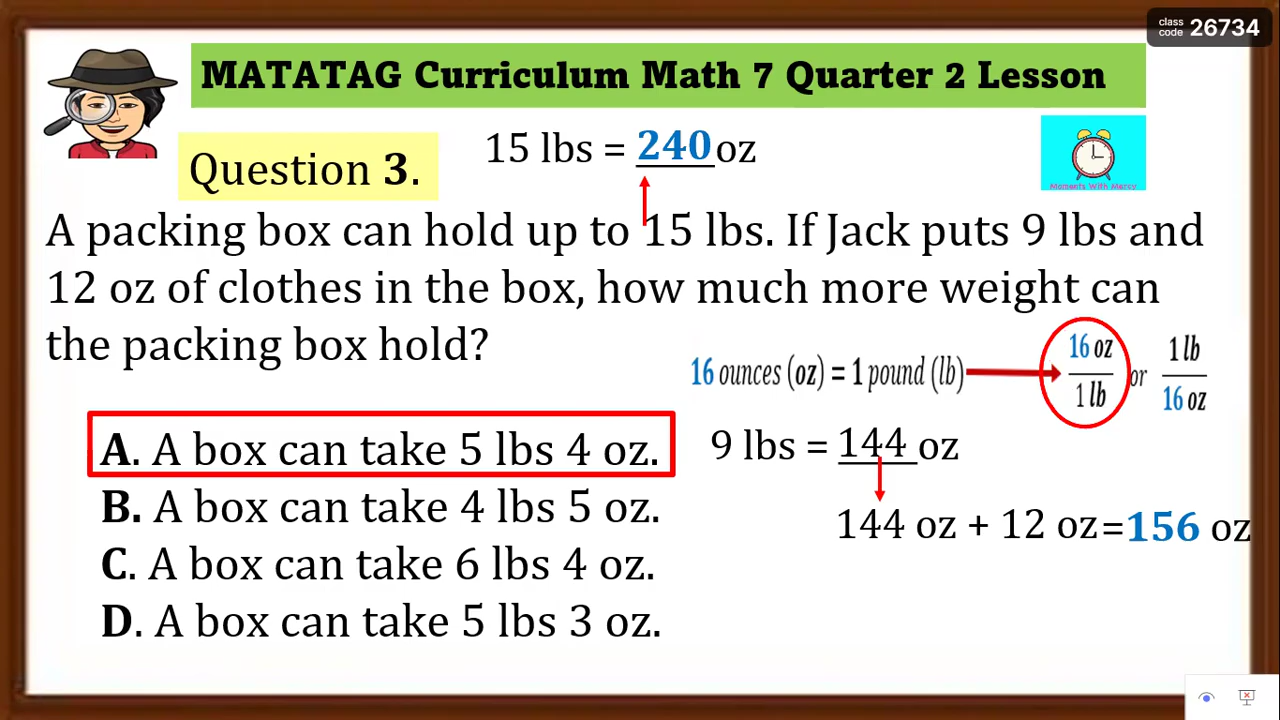 class code 26734
MATATAG Curriculum Math 7 Quarter 2 Lesson
Question 3.
15 lbs = 240 oz
Moments With Mercy
A packing box can hold up to 15 lbs. If Jack puts 9 lbs and
12 oz of clothes in the box, how much more weight can
the packing box hold?
16 ounces (oz) = 1 pound (lb)
16 oz
1 lb
or
1 lb
16 oz
A. A box can take 5 lbs 4 oz.
B. A box can take 4 lbs 5 oz.
C. A box can take 6 lbs 4 oz.
D. A box can take 5 lbs 3 oz.
9 lbs = 144 oz
144 oz + 12 oz=156 oz